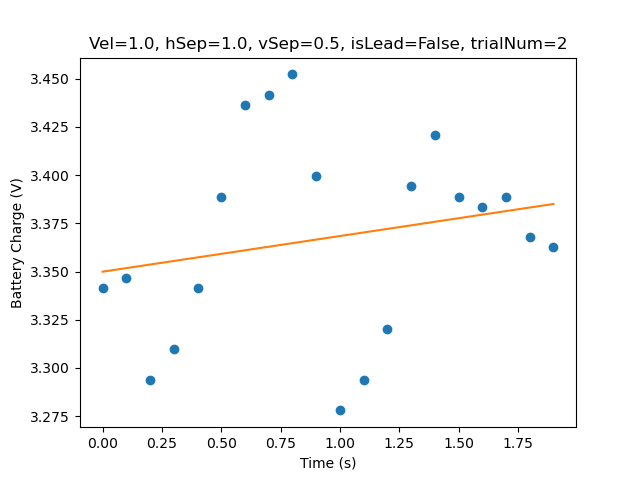 Vel=1.0, hSep=1.0, vSep=0.5, isLead=False, trialNum=2
3.450
3.425
3.400
3.375
3.350
3.325
3.300
3.275
Battery Charge (V)
0.00 0.25 0.50 0.75 1.00 1.25 1.50 1.75
Time (s)